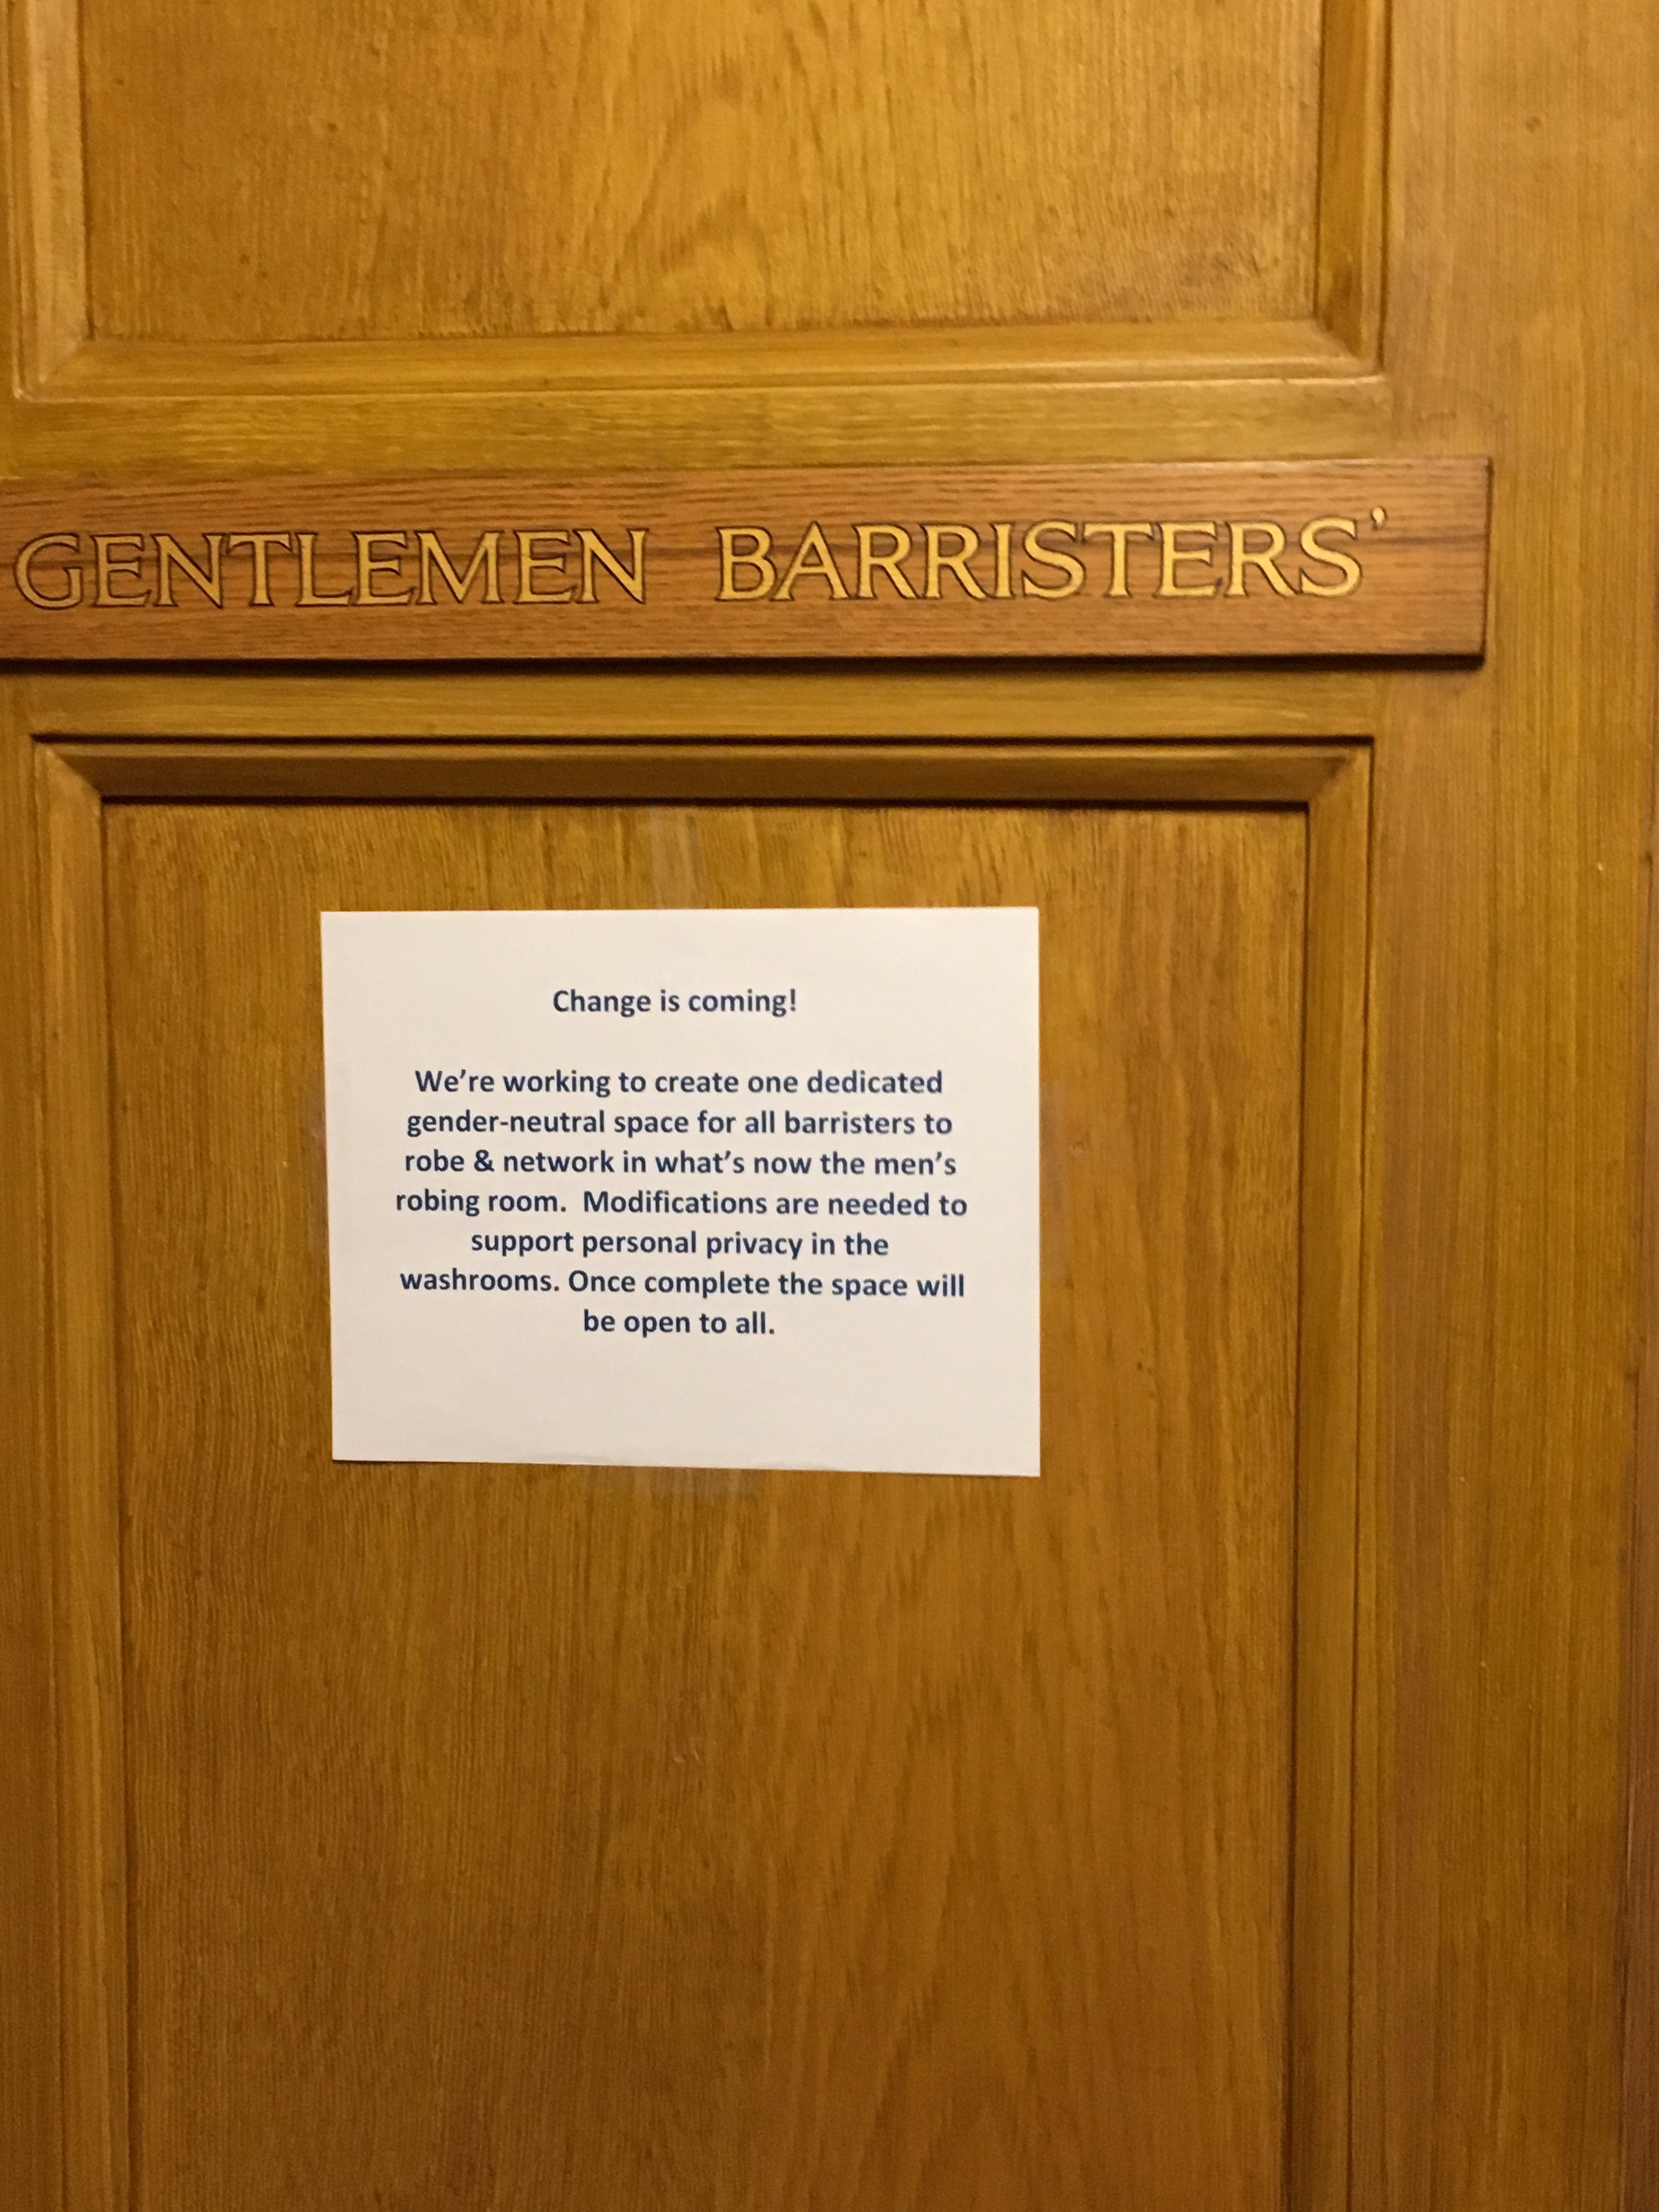 GENTLEMEN BARRISTERS'
Change is coming!
We're working to create one dedicated
gender-neutral space for all barristers to
robe & network in what's now the men's
robing room.  Modifications are needed to
support personal privacy in the
washrooms. Once complete the space will
be open to all.